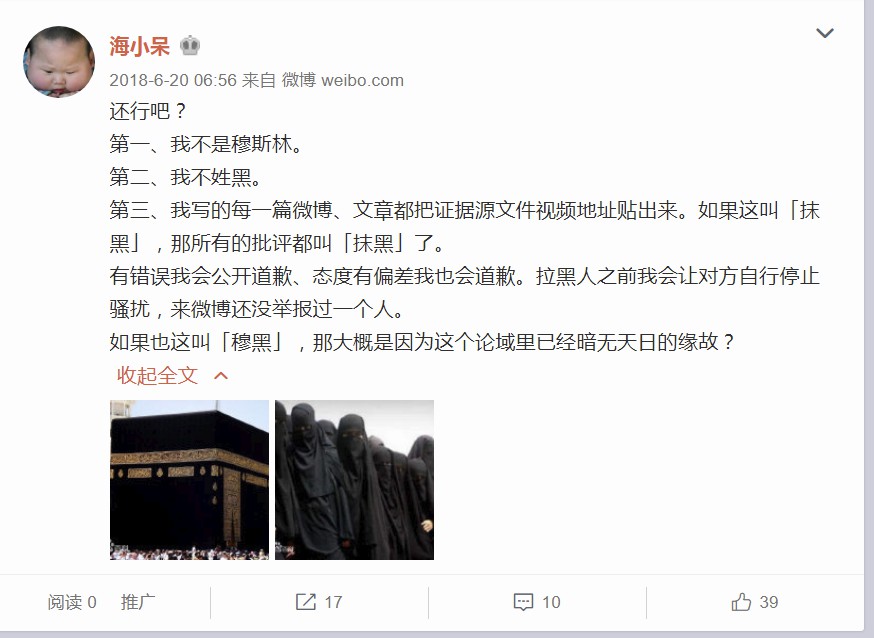 海小呆
2018-6-20 06:56 来自 微博 weibo.com
还行吧？
第一、我不是穆斯林。
第二、我不姓黑。
第三、我写的每一篇微博、文章都把证据源文件视频地址贴出来。如果这叫「抹
黑」，那所有的批评都叫「抹黑」了。
有错误我会公开道歉、态度有偏差我也会道歉。拉黑人之前我会让对方自行停止
骚扰，来微博还没举报过一个人。
如果也这叫「穆黑」，那大概是因为这个论域里已经暗无天日的缘故？
收起全文
阅读 0 推广 17 10 39